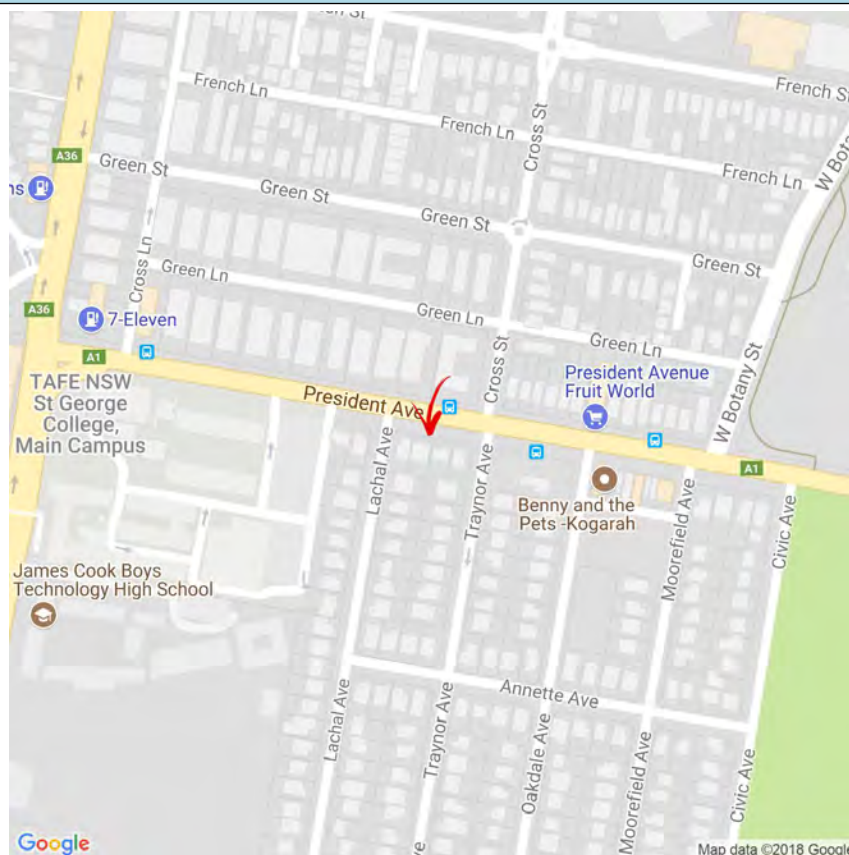 French St
French Ln
French Ln
French Ln
Cross St
W Botany St
A36
Green St
Green St
Green St
Green St
Cross Ln
Green Ln
Green Ln
Green Ln
A36
7-Eleven
A1
Cross St
President Avenue
Fruit World
W Botany St
TAFE NSW
St George
College,
Main Campus
President Ave
A1
Lachal Ave
Traynor Ave
Benny and the
Pets -Kogarah
Moorefield Ave
Civic Ave
James Cook Boys
Technology High School
Annette Ave
Lachal Ave
Traynor Ave
Oakdale Ave
Moorefield Ave
Civic Ave
Google
Map data ©2018 Google